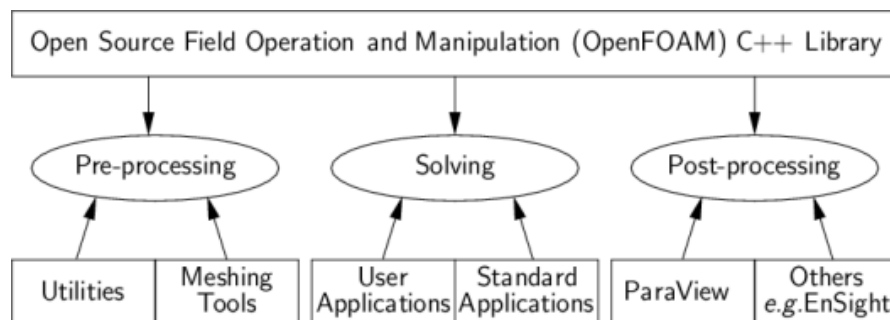 Open Source Field Operation and Manipulation (OpenFOAM) C++ Library
Pre-processing
Solving
Post-processing
Utilities
Meshing
Tools
User
Applications
Standard
Applications
ParaView
Others
e.g.EnSight